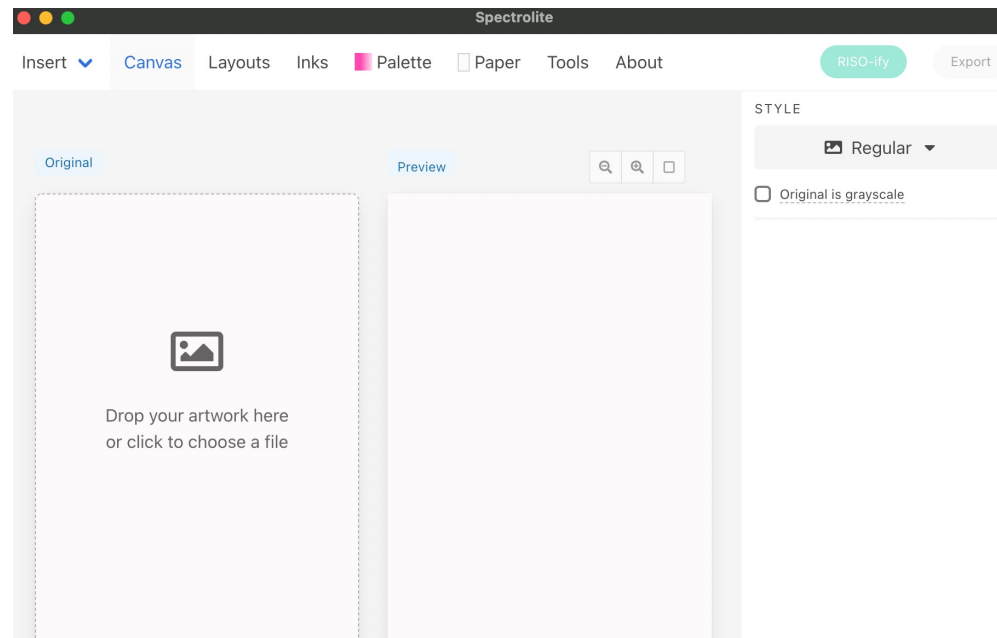 Spectrolite
Insert Canvas Layouts Inks Palette Paper Tools About RISO-ify Export
STYLE
Regular
Original is grayscale
Original
Preview
Drop your artwork here
or click to choose a file